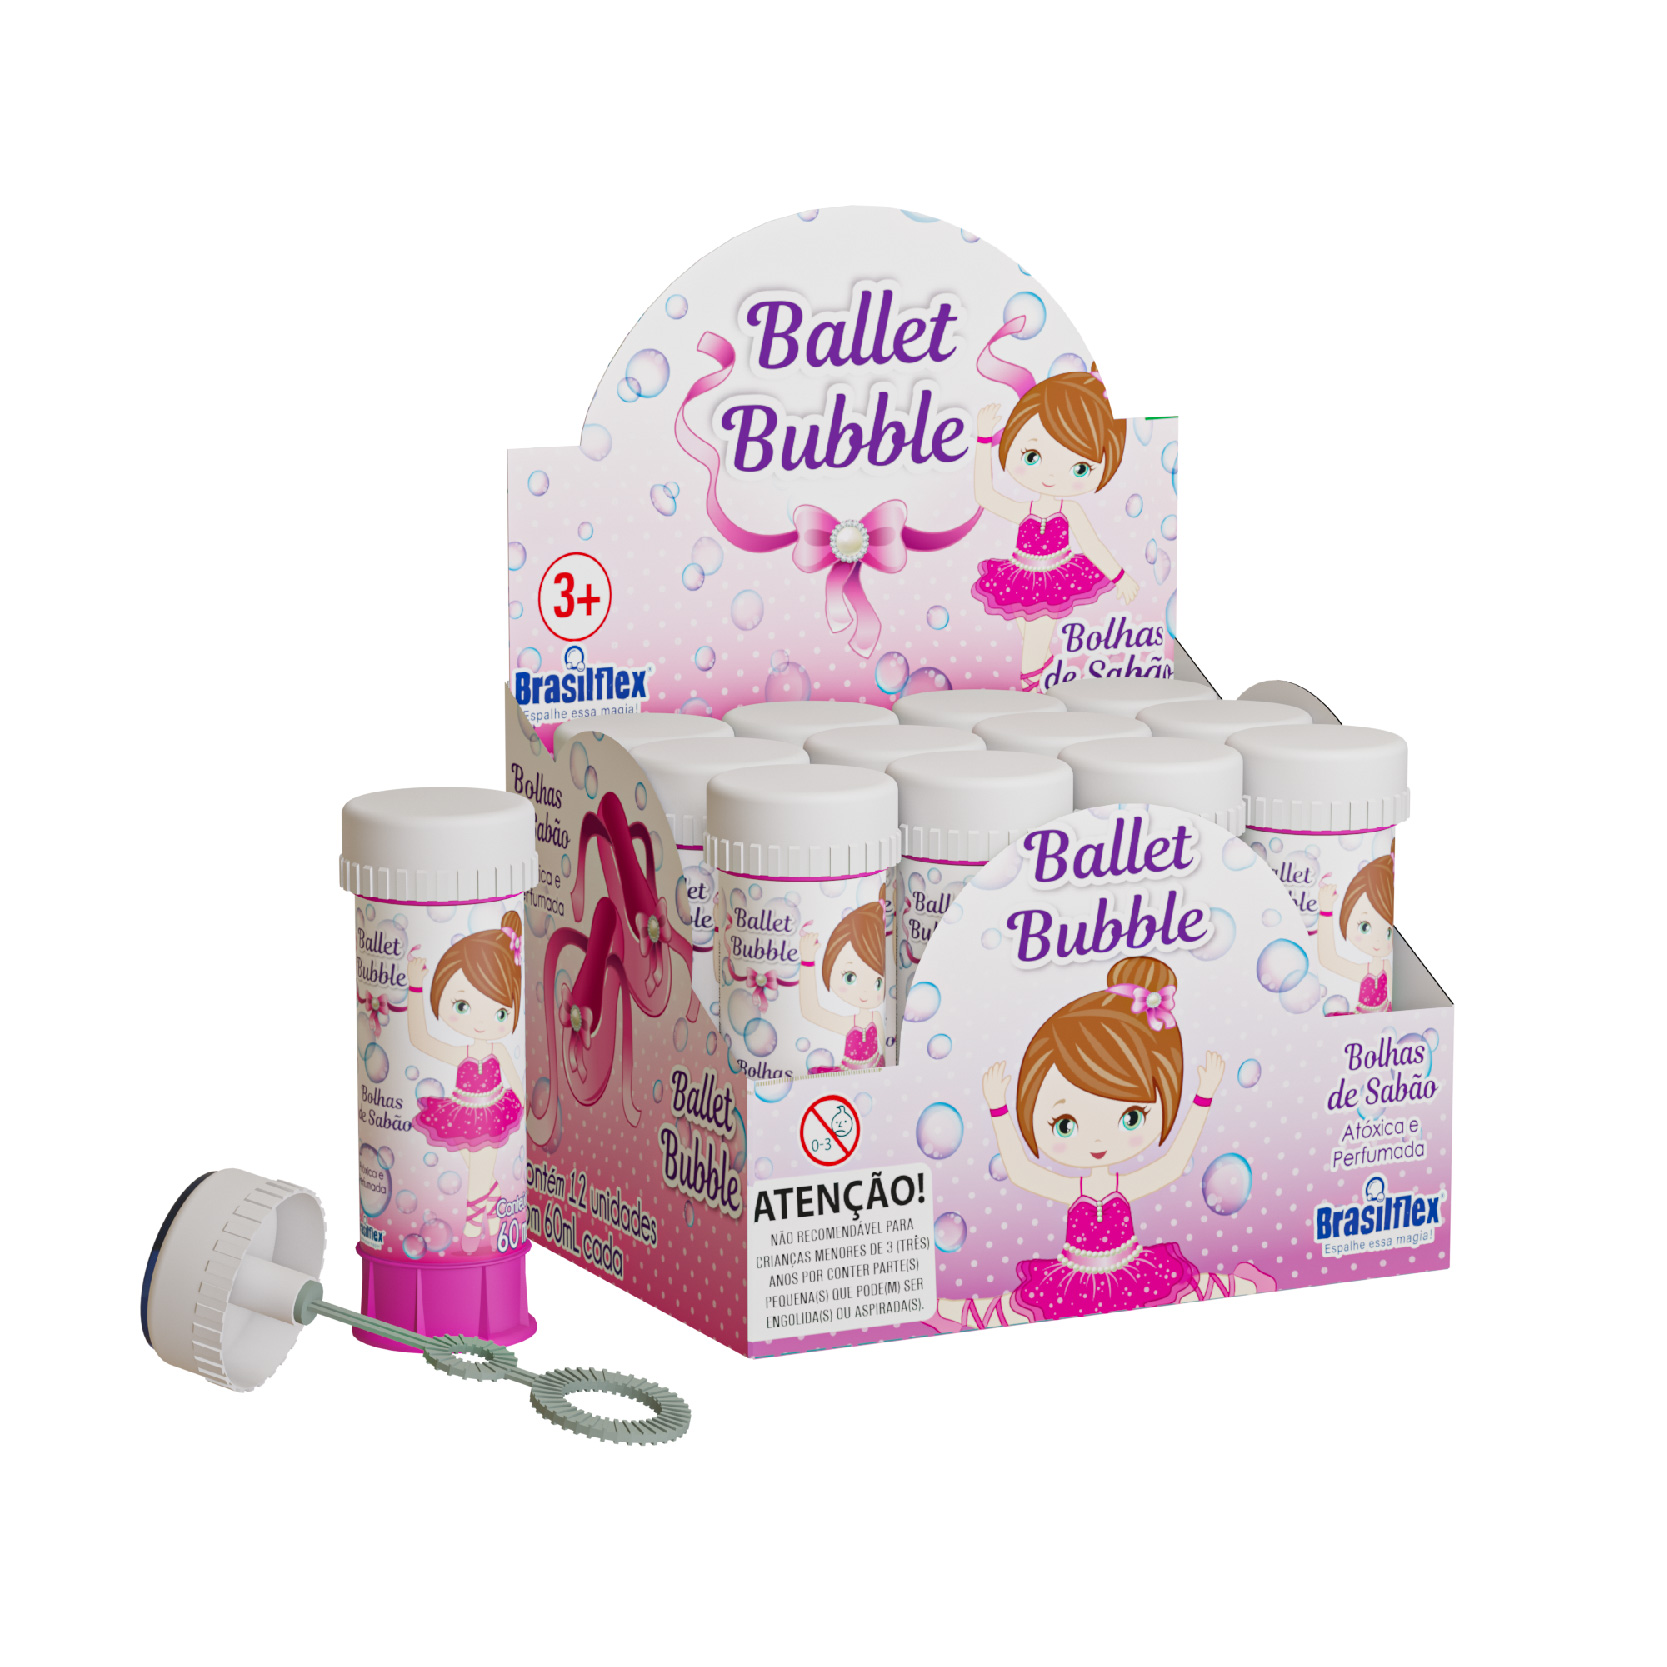 Ballet
Bubble
3+
Brasilflex
Espalhe essa magia!
Bolhas
de Sabão
Bolhas
Sabão
Ballet
Bubble
12 unidades
60mL cada
Ballet
Bubble
Bolhas
de Sabão
60
Ballet
Bubble
Bolhas
Ballet
Bubble
0-3
ATENÇÃO!
NÃO RECOMENDÁVEL PARA
CRIANÇAS MENORES DE 3 (TRÊS)
ANOS POR CONTER PARTE(S)
PEQUENA(S) QUE PODE(M) SER
ENGOLIDA(S) OU ASPIRADA(S).
Bolhas
de Sabão
Atóxica e
Perfumada
Brasilflex
Espalhe essa magia!